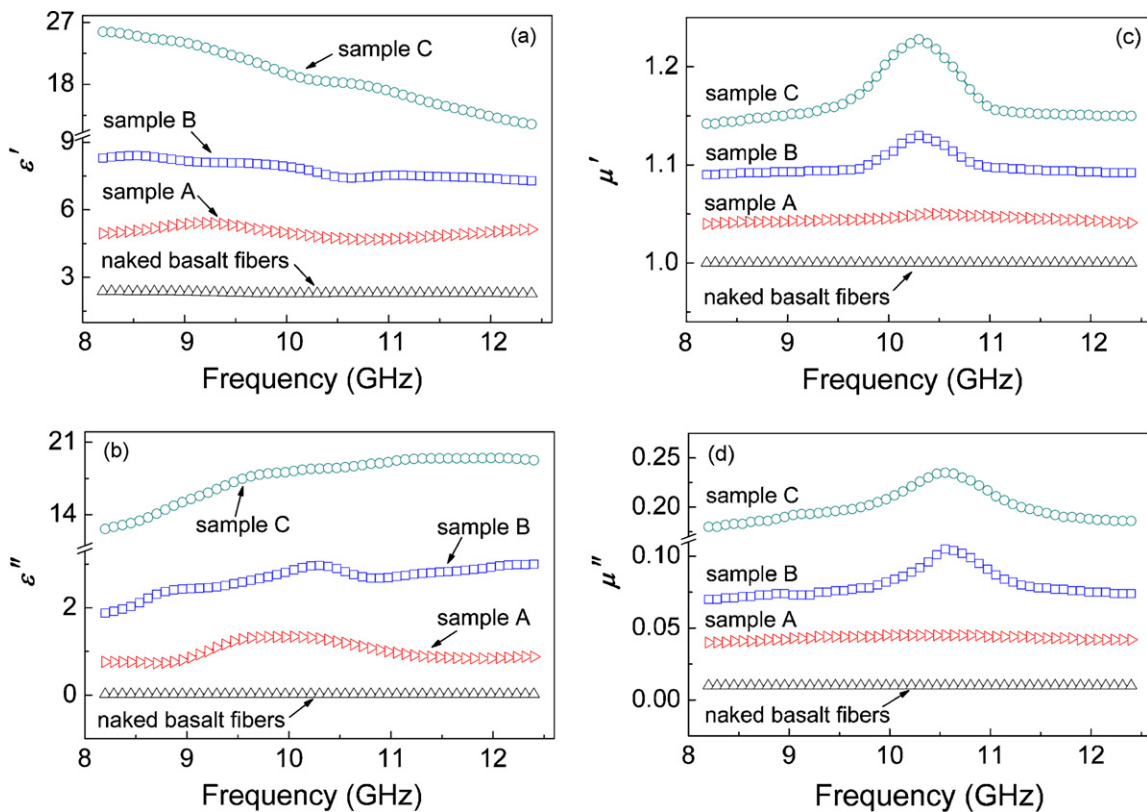 27
(a)
sample C
18
sample B
9
9
ε′
sample A
6
naked basalt fibers
3
8 9 10 11 12
Frequency (GHz)
(c)
1.2
sample C
sample B
1.1
μ′
sample A
1.0
naked basalt fibers
8 9 10 11 12
Frequency (GHz)
21
(b)
14
sample C
sample B
ε″
2
sample A
0
naked basalt fibers
8 9 10 11 12
Frequency (GHz)
(d)
0.25
sample C
0.20
0.10
μ″
sample B
sample A
0.05
0.00
naked basalt fibers
8 9 10 11 12
Frequency (GHz)